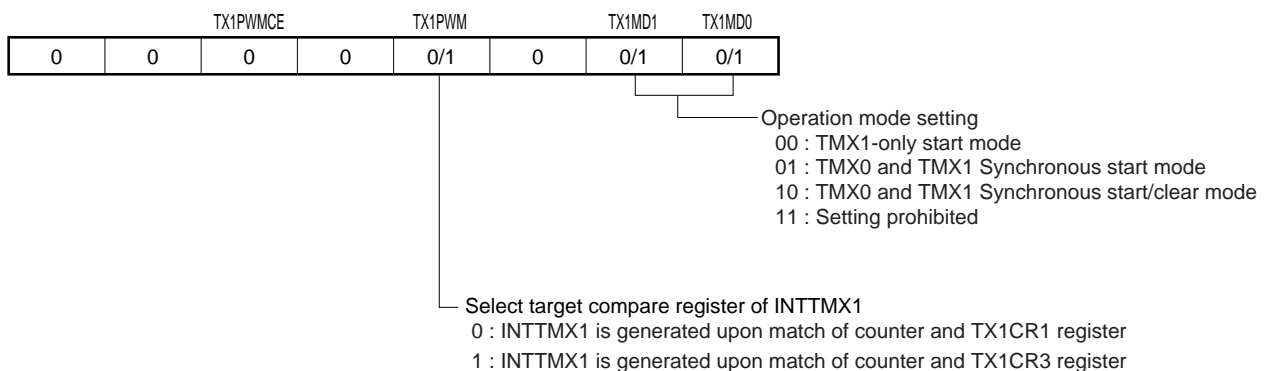 TX1PWMCE TX1PWM TX1MD1 TX1MD0
0 0 0 0 0/1 0 0/1 0/1
Operation mode setting
00 : TMX1-only start mode
01 : TMX0 and TMX1 Synchronous start mode
10 : TMX0 and TMX1 Synchronous start/clear mode
11 : Setting prohibited
Select target compare register of INTTMX1
0 : INTTMX1 is generated upon match of counter and TX1CR1 register
1 : INTTMX1 is generated upon match of counter and TX1CR3 register